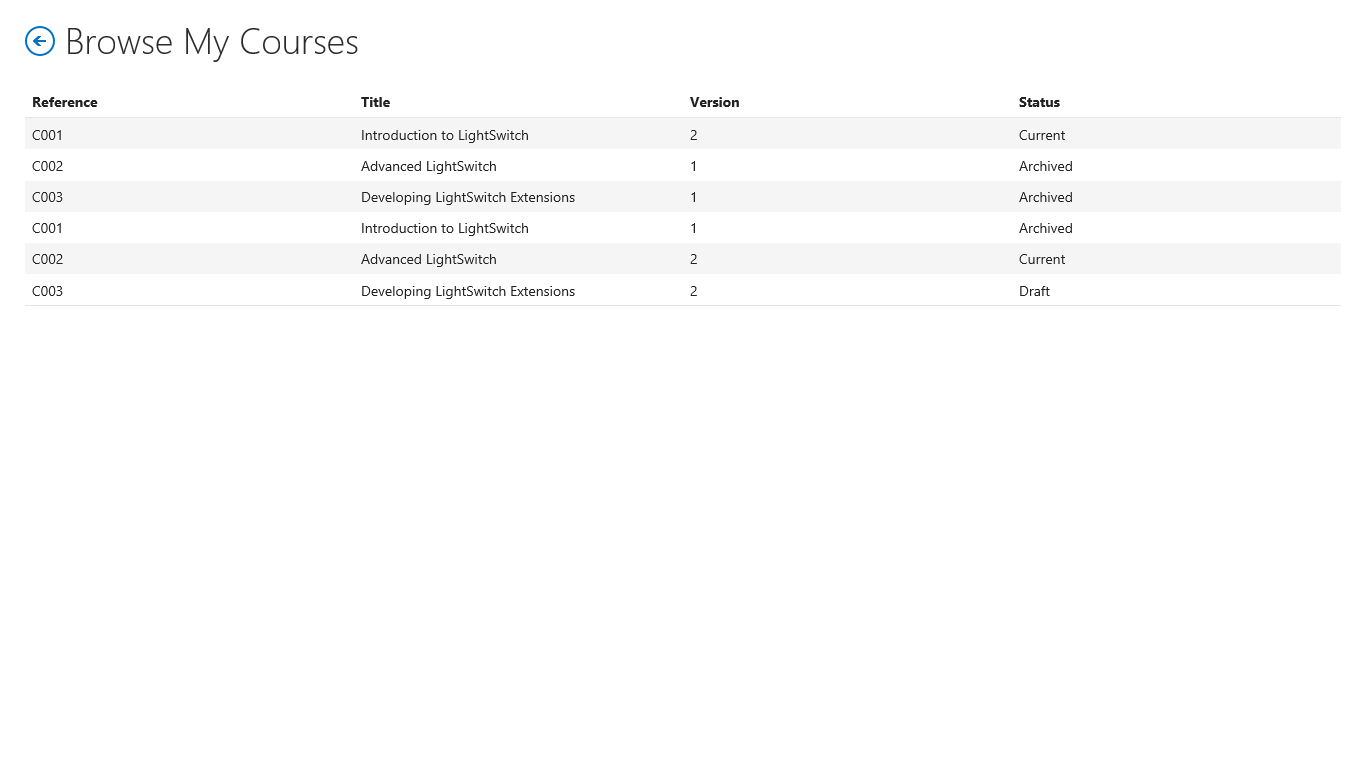 Browse My Courses
Reference Title Version Status
C001 Introduction to LightSwitch 2 Current
C002 Advanced LightSwitch 1 Archived
C003 Developing LightSwitch Extensions 1 Archived
C001 Introduction to LightSwitch 1 Archived
C002 Advanced LightSwitch 2 Current
C003 Developing LightSwitch Extensions 2 Draft